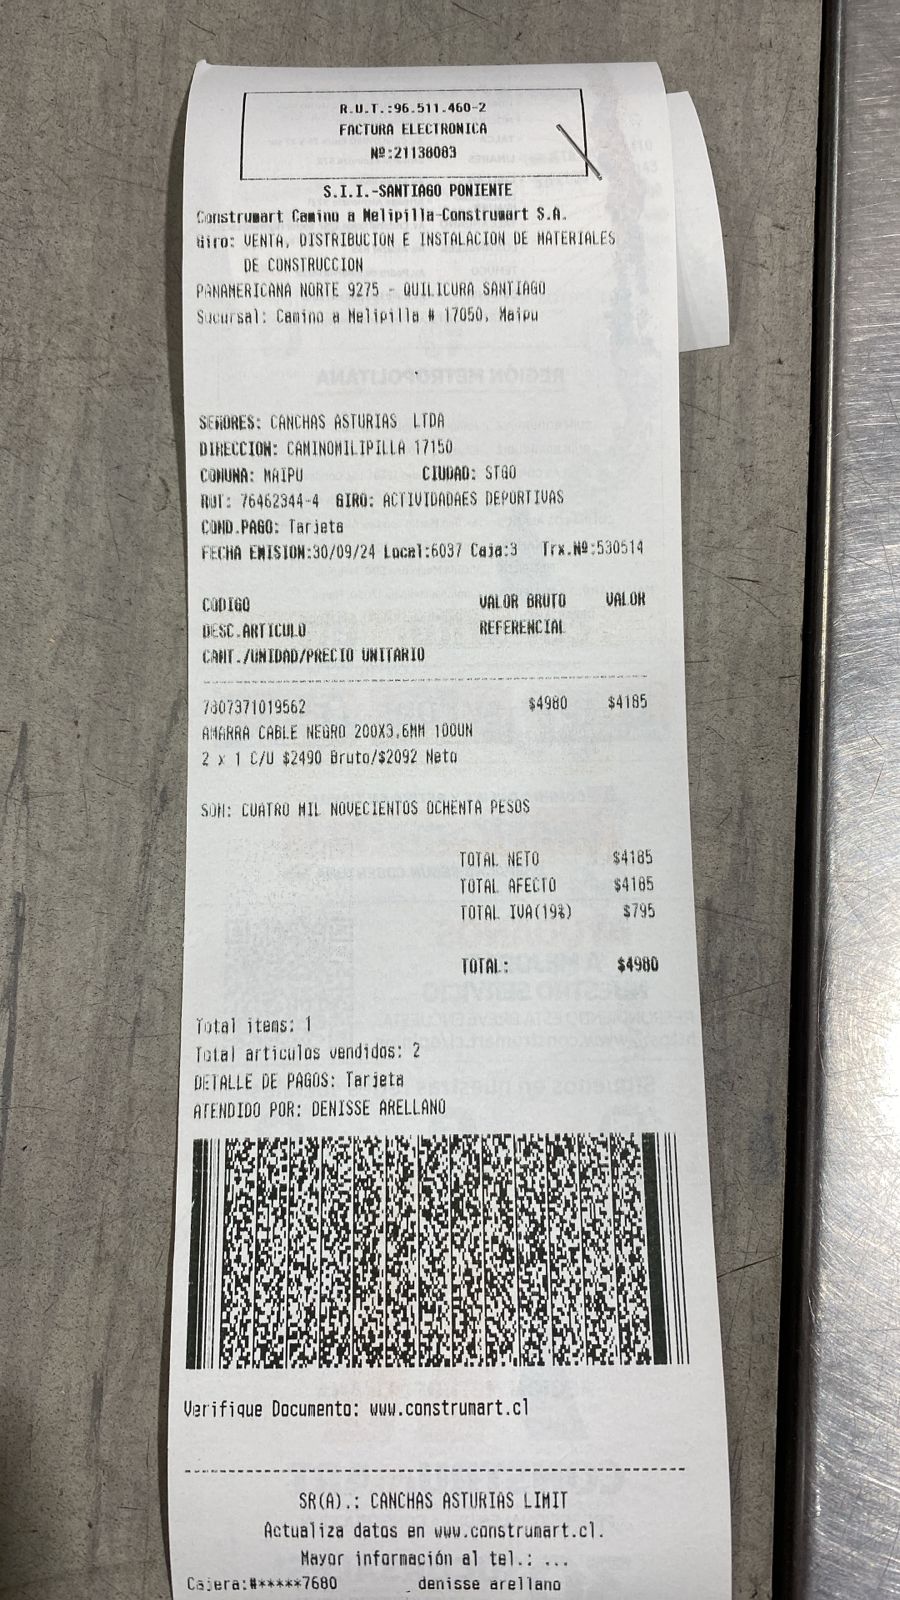 R.U.T.:96.511.460-2
FACTURA ELECTRONICA
Nº:21138083
S.I.I.-SANTIAGO PONIENTE
Construmart Camino a Melipilla-Construmart S.A.
Giro: VENTA, DISTRIBUCION E INSTALACION DE MATERIALES
DE CONSTRUCCION
PANAMERICANA NORTE 9275 - QUILICURA SANTIAGO
Sucursal: Camino a Melipilla # 17050, Maipu
SEÑORES: CANCHAS ASTURIAS LTDA
DIRECCION: CAMINOMILIPILLA 17150
COMUNA: MAIPU CIUDAD: STGO
RUT: 76462344-4 GIRO: ACTIVIDADAES DEPORTIVAS
COND.PAGO: Tarjeta
FECHA EMISION:30/09/24 Local:6037 Caja:3 Trx.Nº:530514
CODIGO VALOR BRUTO VALOR
DESC.ARTICULO REFERENCIAL
CANT./UNIDAD/PRECIO UNITARIO
7807371019562 $4980 $4185
AMARRA CABLE NEGRO 200X3,6MM 100UN
2 x 1 C/U $2490 Bruto/$2092 Neto
SON: CUATRO MIL NOVECIENTOS OCHENTA PESOS
TOTAL NETO $4185
TOTAL AFECTO $4185
TOTAL IVA(19%) $795
TOTAL: $4980
Total items: 1
Total articulos vendidos: 2
DETALLE DE PAGOS: Tarjeta
ATENDIDO POR: DENISSE ARELLANO
Verifique Documento: www.construmart.cl
SR(A).: CANCHAS ASTURIAS LIMIT
Actualiza datos en www.construmart.cl.
Mayor información al tel.: ...
Cajera:#*****7680 denisse arellano